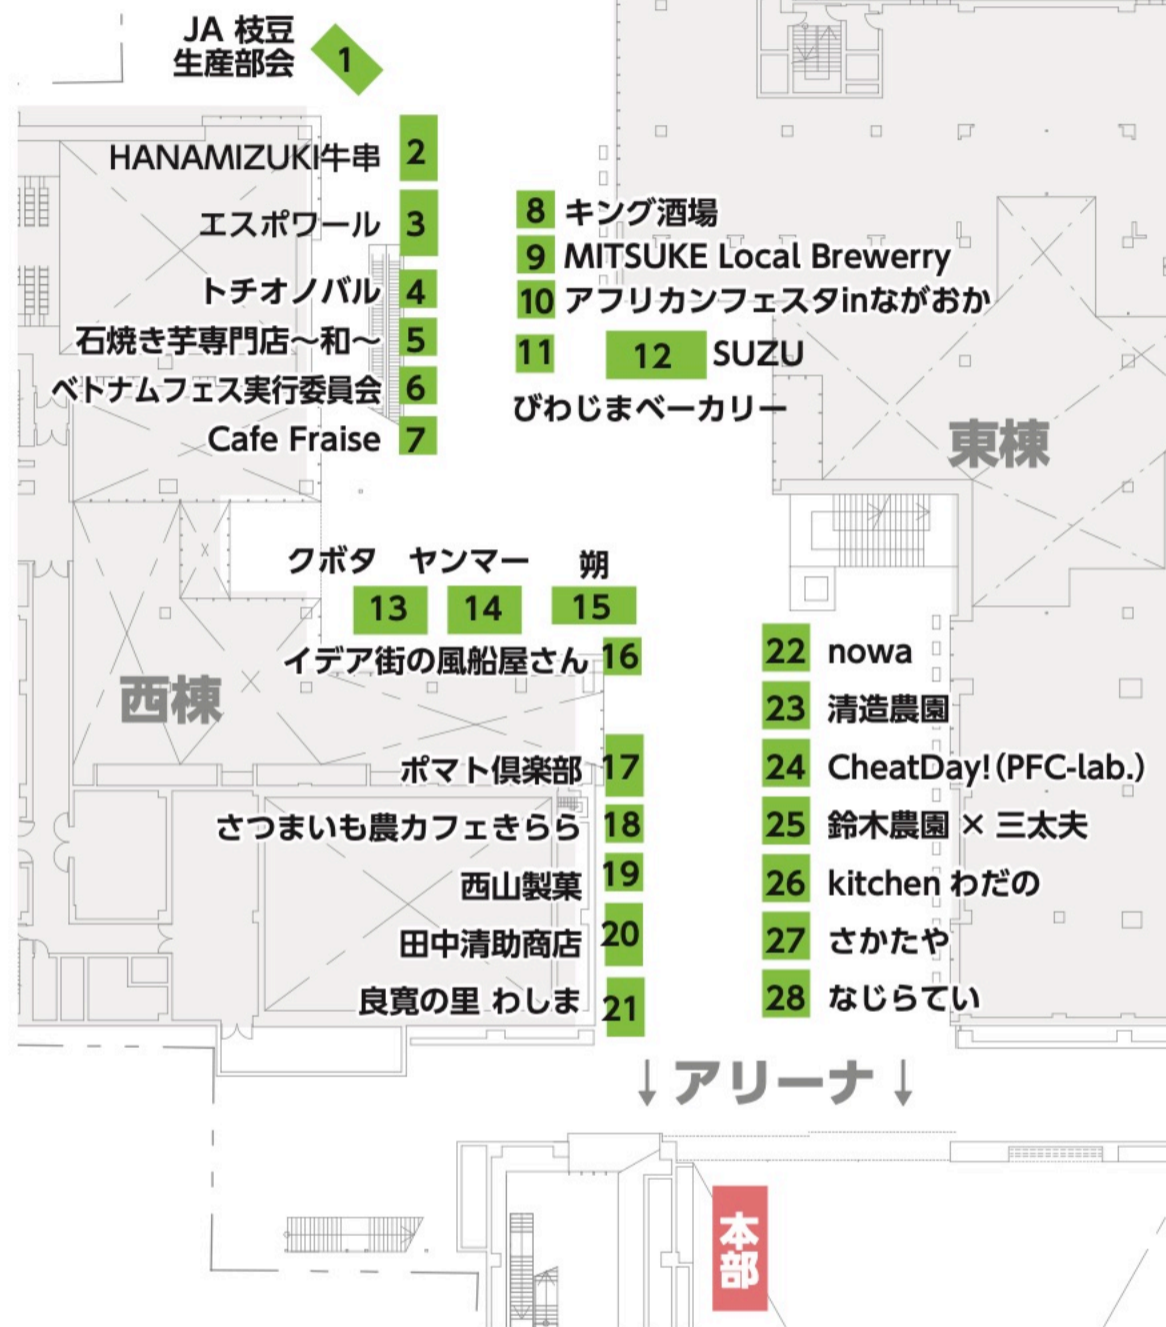 JA 枝豆
生産部会
1
HANAMIZUKI牛串 2
エスポワール 3
トチオノバル 4
石焼き芋専門店～和～ 5
ベトナムフェス実行委員会 6
Cafe Fraise 7
8 キング酒場
9 MITSUKE Local Brewerry
10 アフリカンフェスタinながおか
11
12 SUZU
びわじまベーカリー
東棟
クボタ ヤンマー 朔
13 14 15
イデア街の風船屋さん 16
西棟
ポマト倶楽部 17
さつまいも農カフェきらら 18
西山製菓 19
田中清助商店 20
良寛の里 わしま 21
22 nowa
23 清造農園
24 CheatDay!(PFC-lab.)
25 鈴木農園 × 三太夫
26 kitchen わだの
27 さかたや
28 なじらてい
↓アリーナ↓
本部